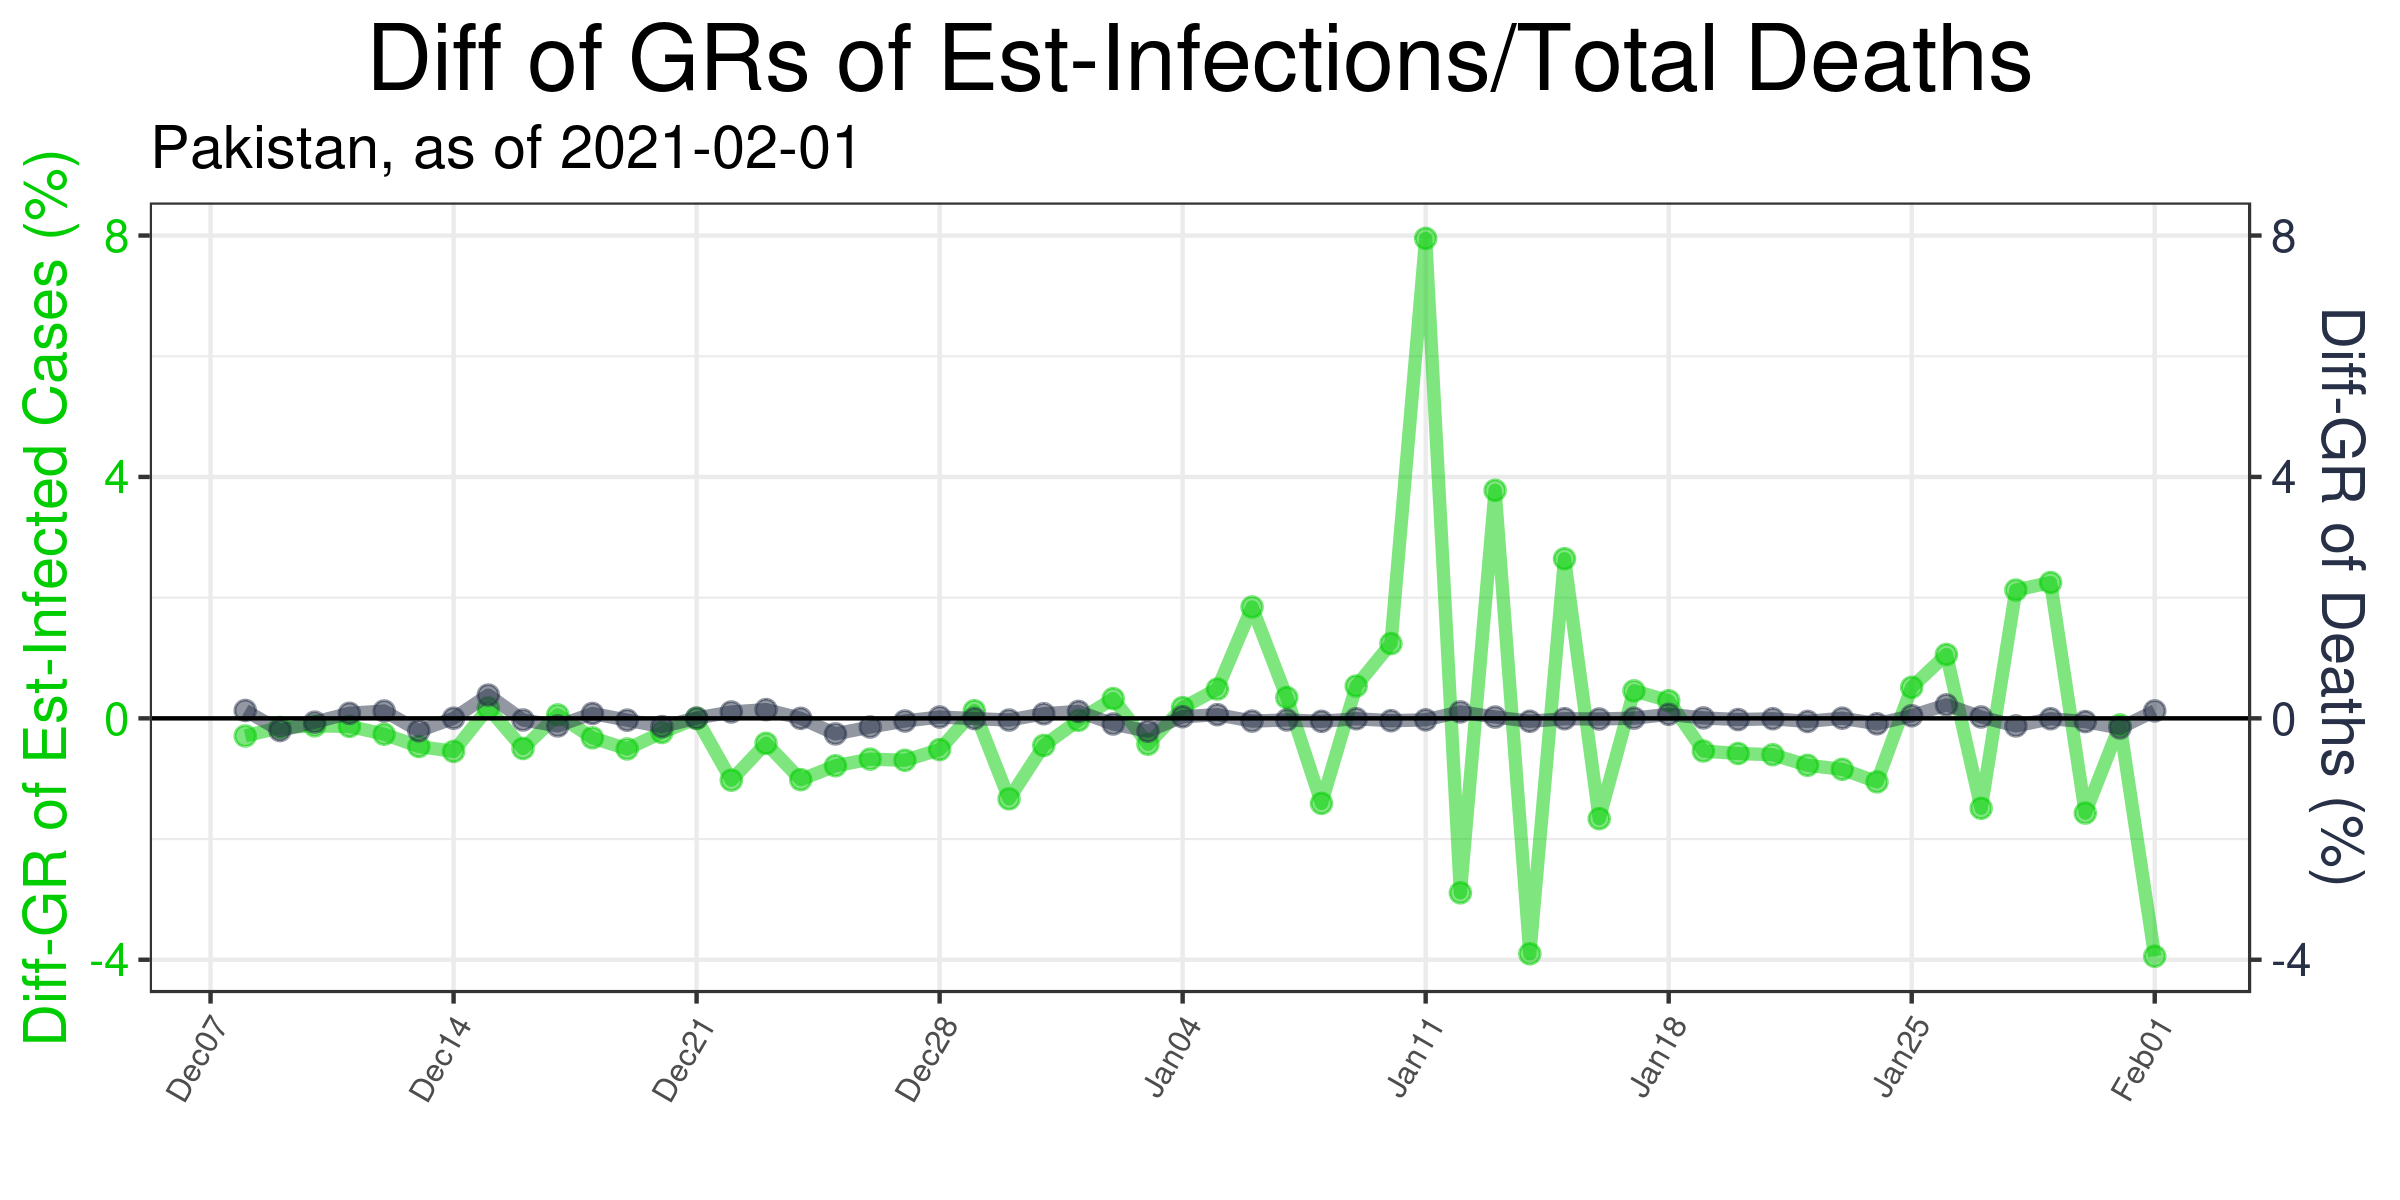 Diff of GRs of Est-Infections/Total Deaths
Pakistan, as of 2021-02-01
Diff-GR of Est-Infected Cases (%)
8
4
0
-4
8
4
0
-4
Diff-GR of Deaths (%)
Dec07
Dec14
Dec21
Dec28
Jan04
Jan11
Jan18
Jan25
Feb01